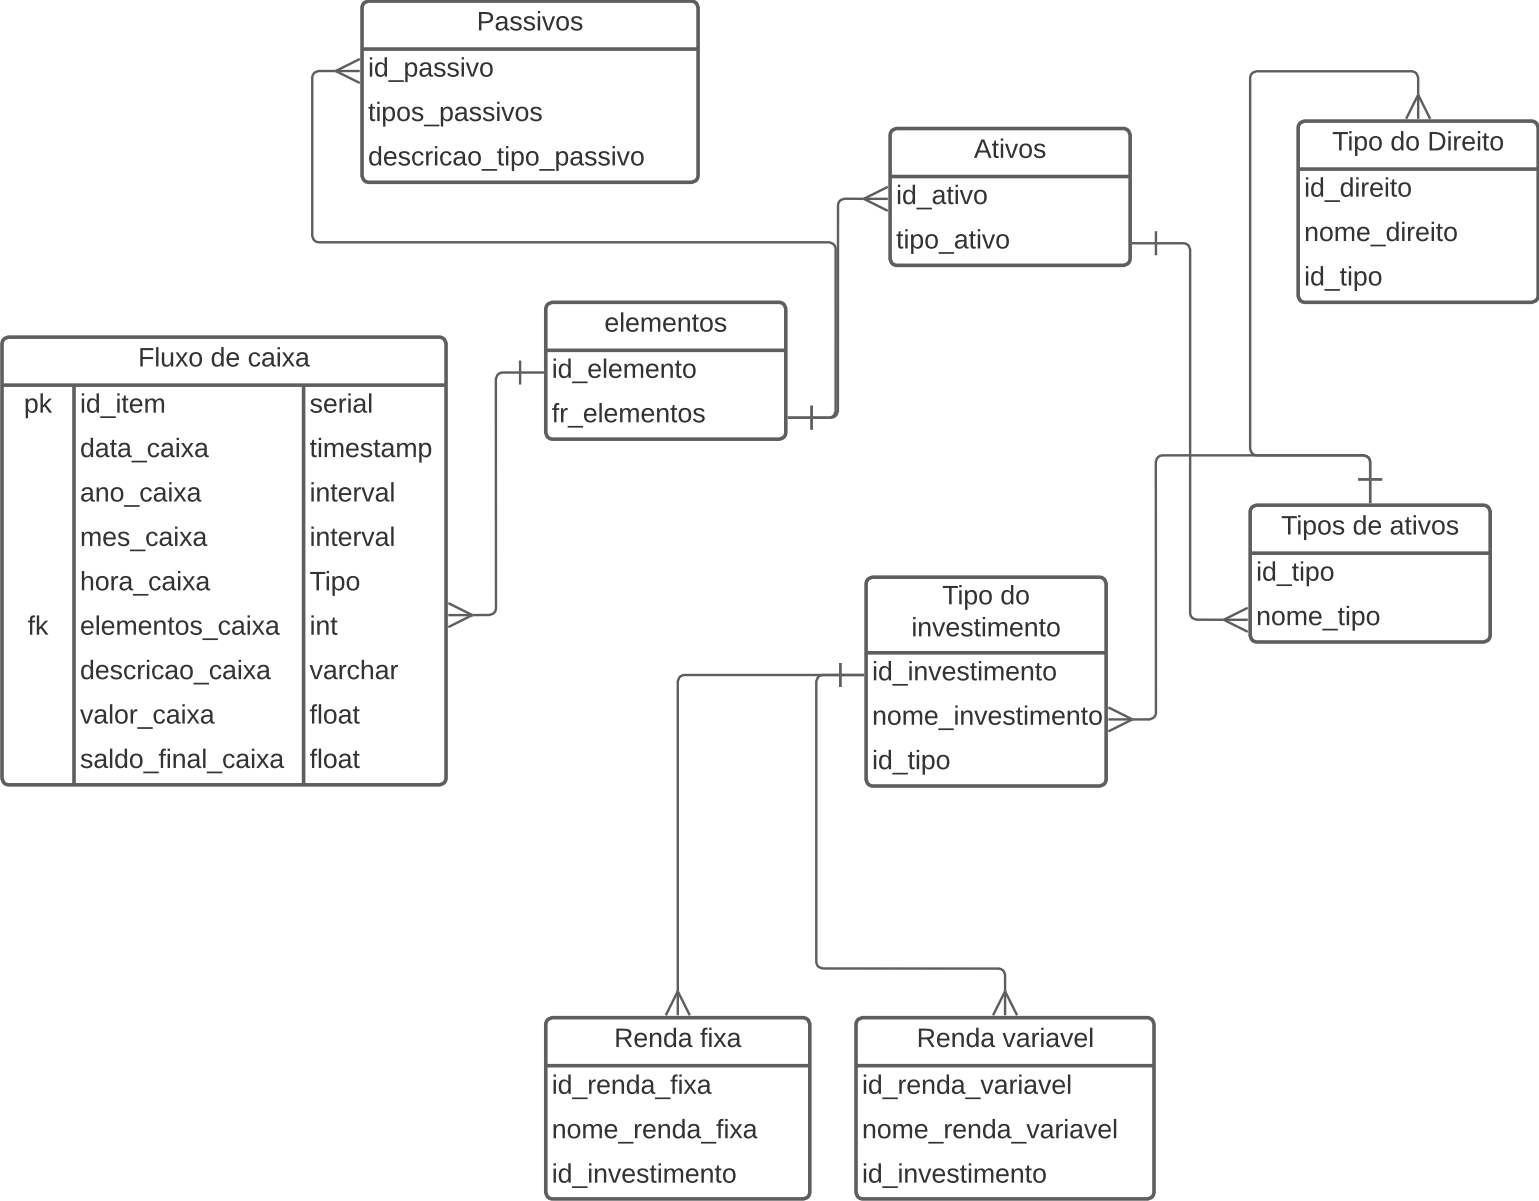 Passivos
id_passivo
tipos_passivos
descricao_tipo_passivo
Ativos
id_ativo
tipo_ativo
Tipo do Direito
id_direito
nome_direito
id_tipo
elementos
id_elemento
fr_elementos
Fluxo de caixa
pk id_item serial
data_caixa timestamp
ano_caixa interval
mes_caixa interval
hora_caixa Tipo
fk elementos_caixa int
descricao_caixa varchar
valor_caixa float
saldo_final_caixa float
Tipos de ativos
id_tipo
nome_tipo
Tipo do
investimento
id_investimento
nome_investimento
id_tipo
Renda fixa
id_renda_fixa
nome_renda_fixa
id_investimento
Renda variavel
id_renda_variavel
nome_renda_variavel
id_investimento